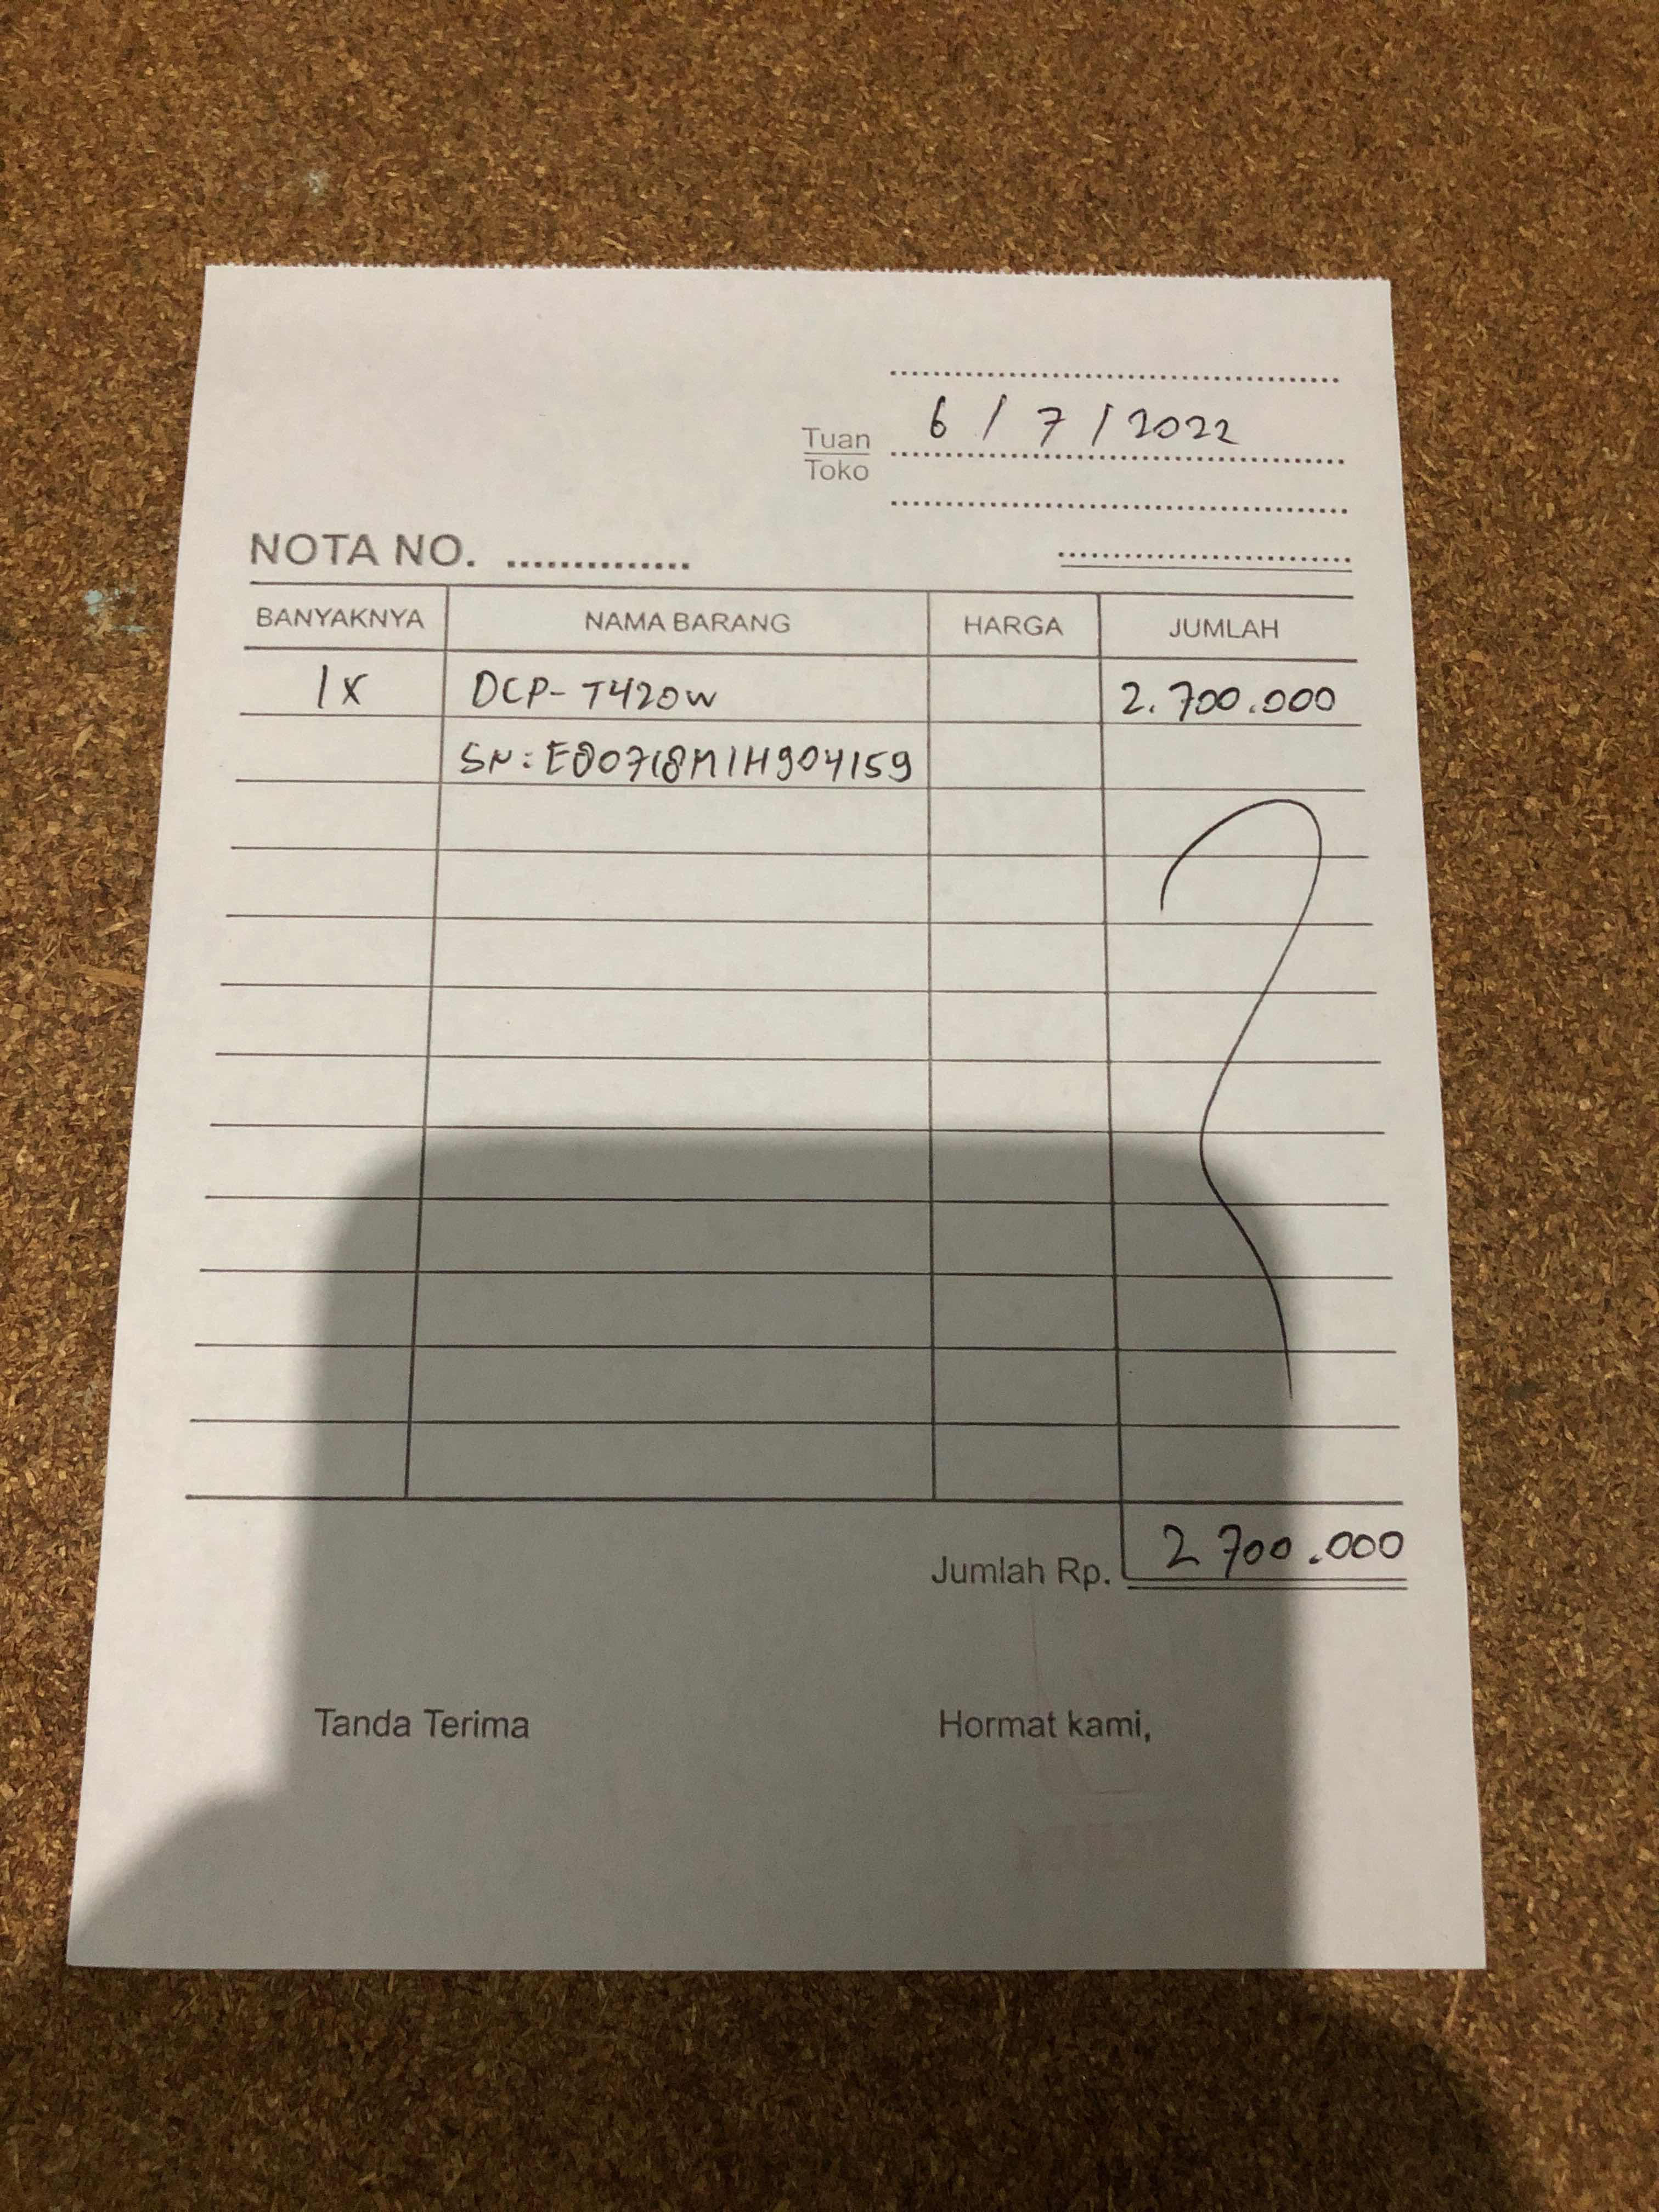 6 / 7 / 2022
Tuan
Toko
NOTA NO. ..............
BANYAKNYA NAMA BARANG HARGA JUMLAH
1x DCP-T420W 2.700.000
SN: E80718M1H904159
Jumlah Rp. 2 700.000
Tanda Terima Hormat kami,